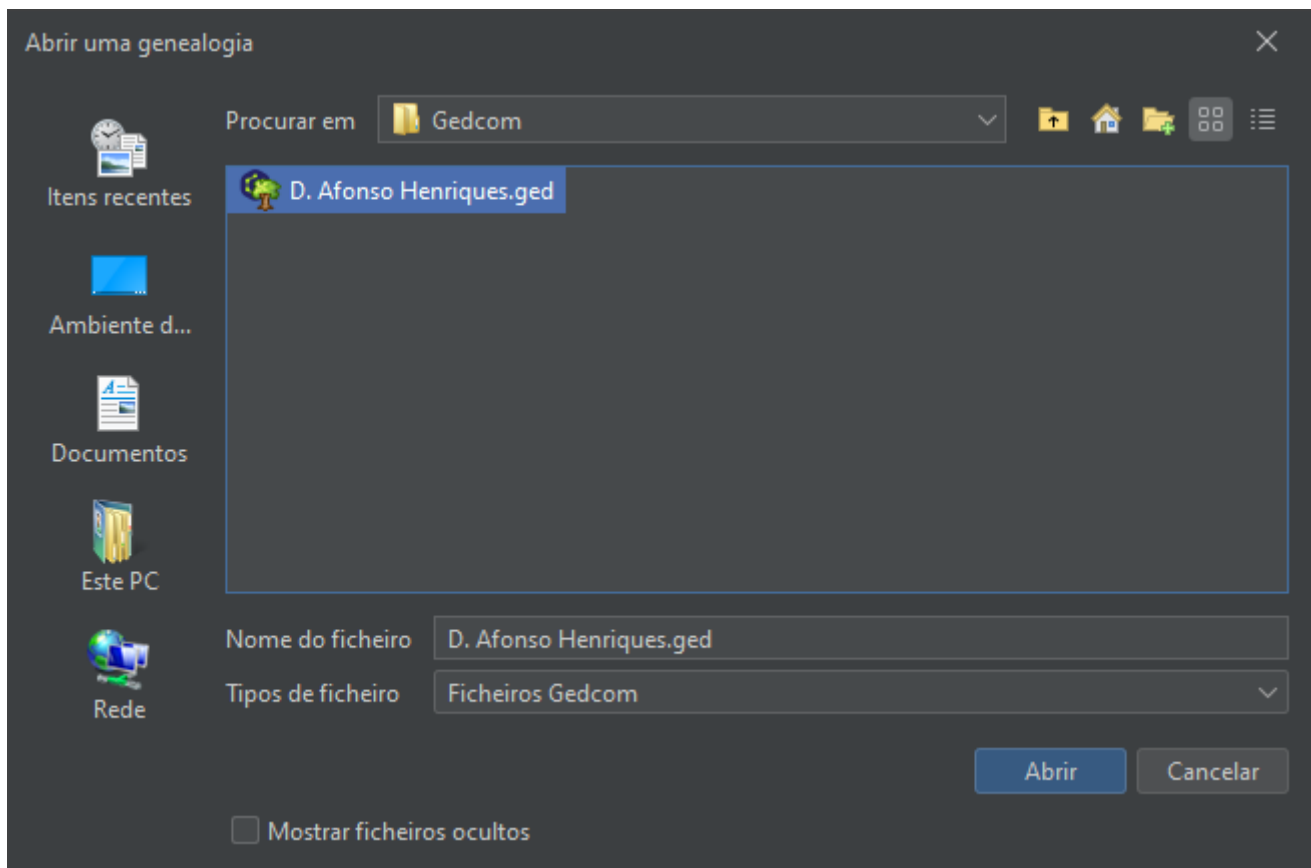 Abrir uma genealogia
Procurar em
Gedcom
Itens recentes
D. Afonso Henriques.ged
Ambiente d...
Documentos
Este PC
Rede
Nome do ficheiro
D. Afonso Henriques.ged
Tipos de ficheiro
Ficheiros Gedcom
Abrir
Cancelar
Mostrar ficheiros ocultos